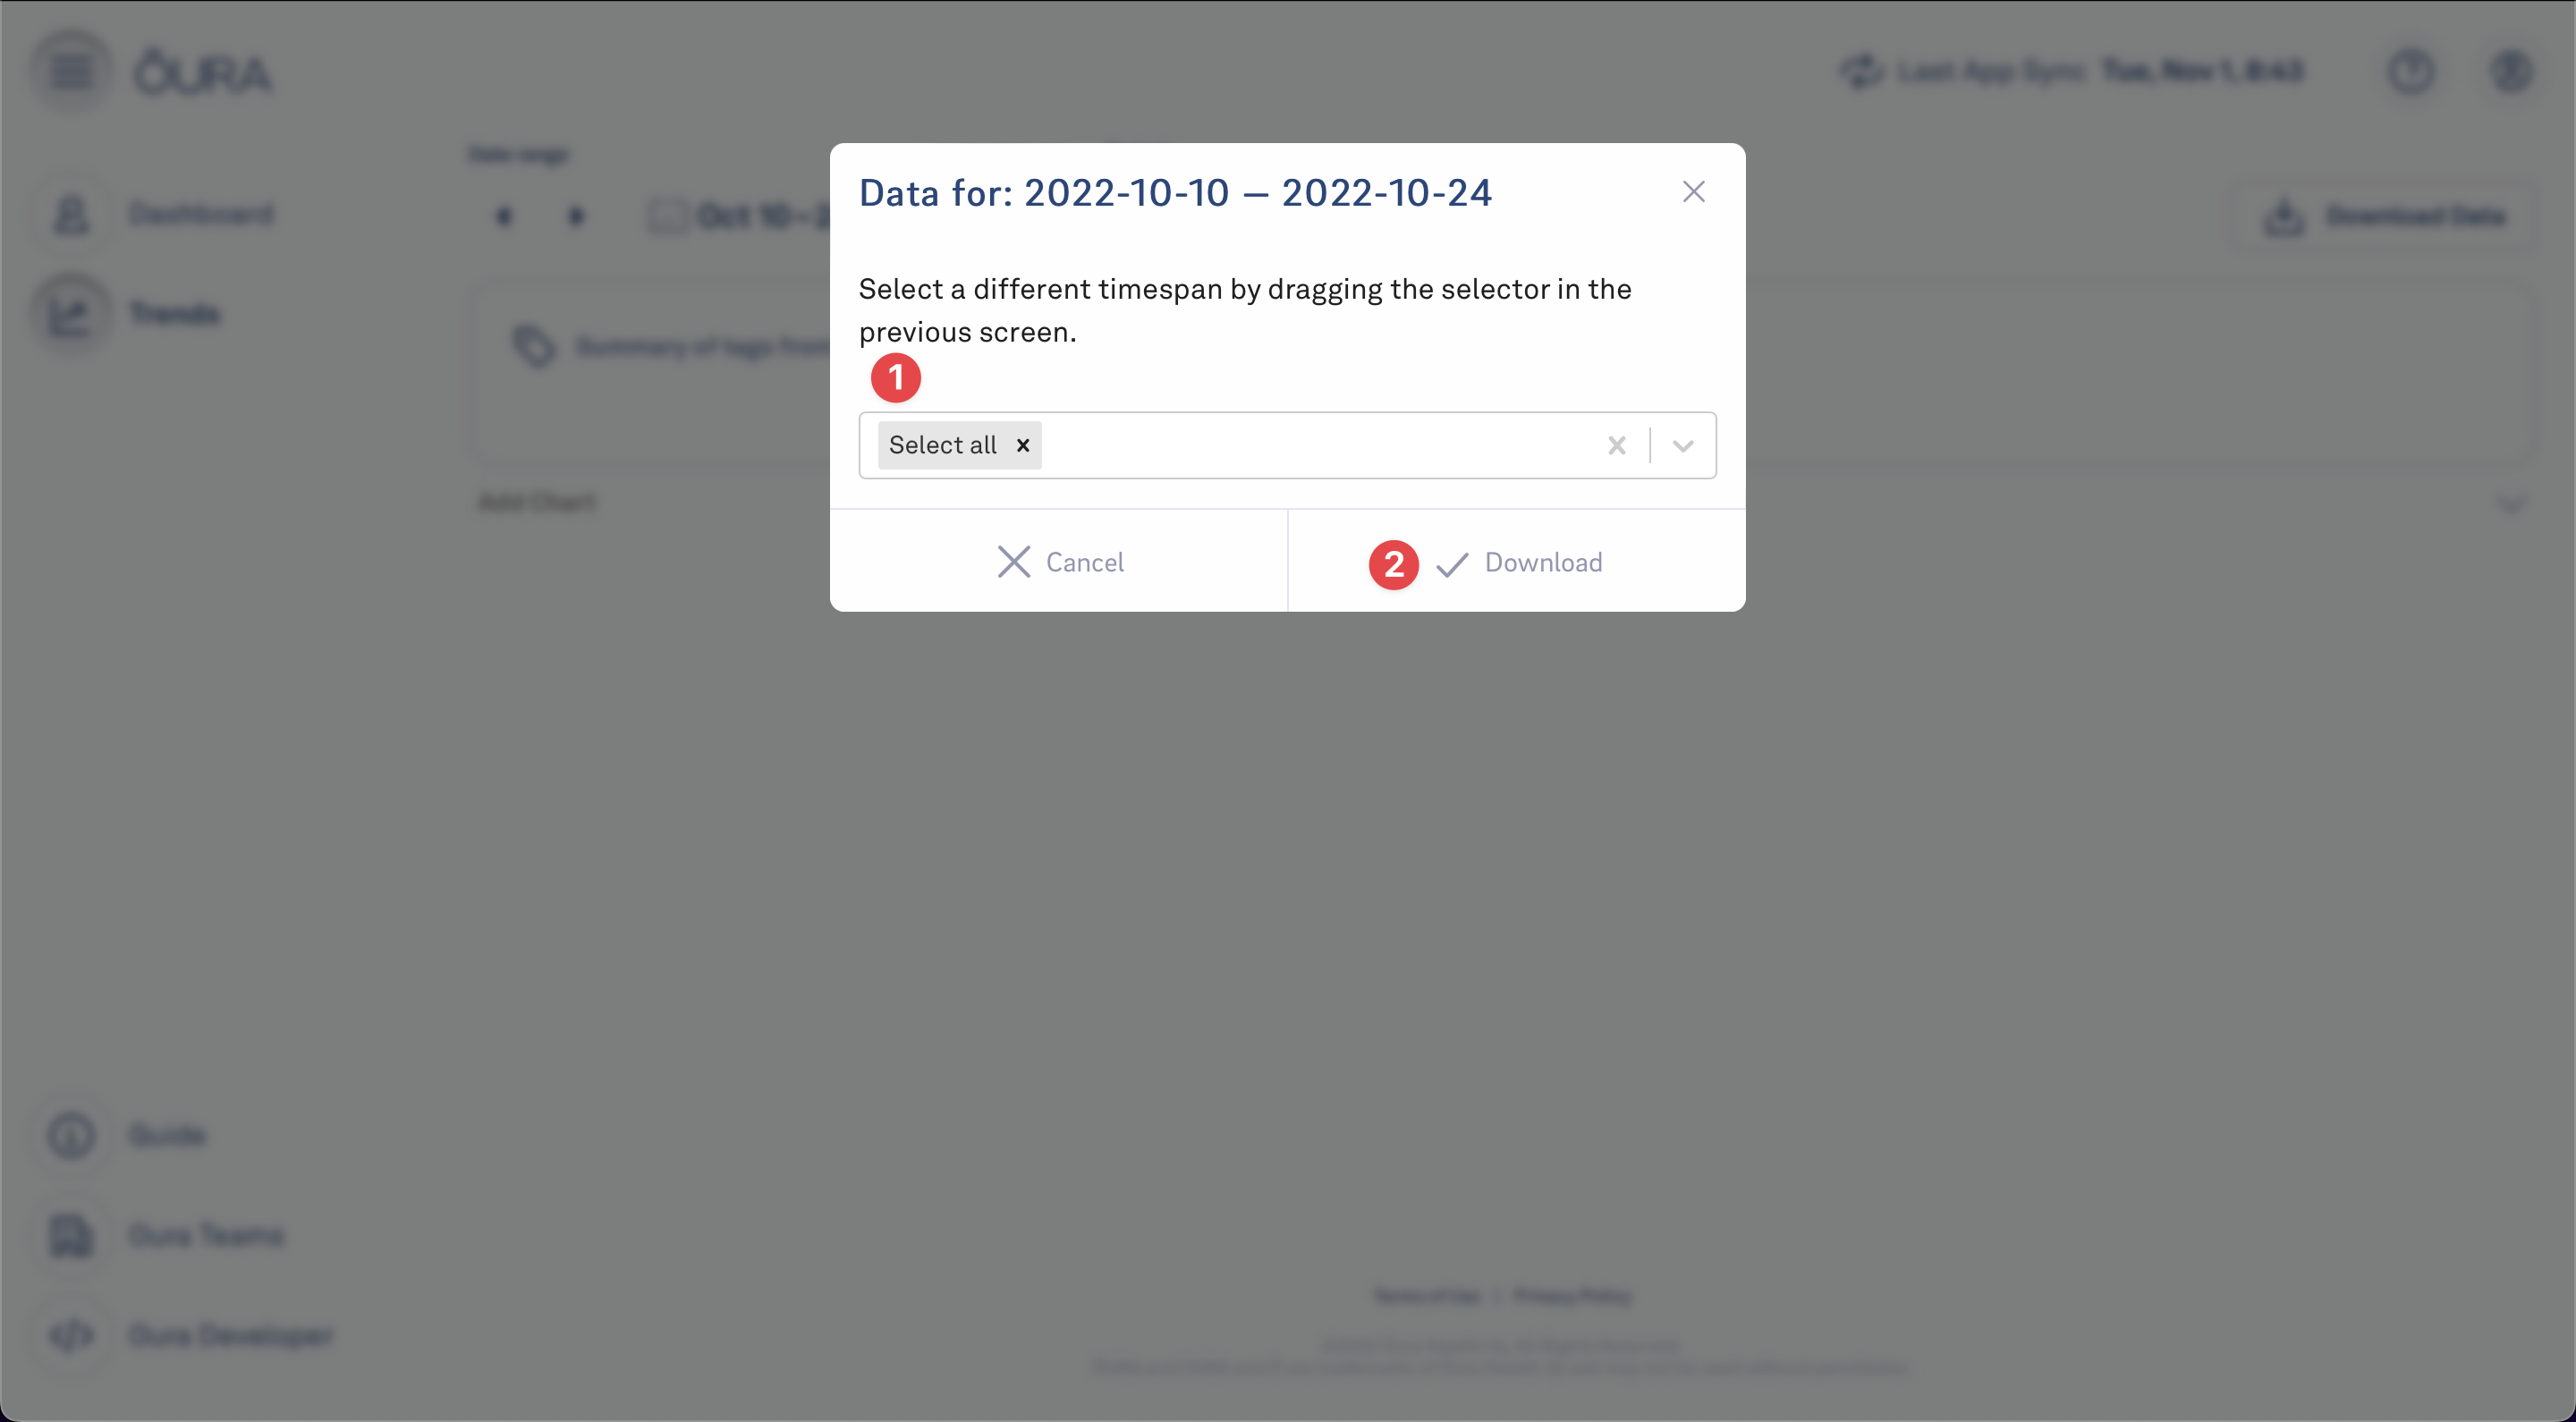 ŌURA
Last App Sync Tue, Nov 1, 8:43
Date range
Dashboard
Oct 10–2
Download Data
Trends
Summary of tags from
Add Chart
Data for: 2022-10-10 — 2022-10-24
Select a different timespan by dragging the selector in the
previous screen.
1
Select all
Cancel
2
Download
Guide
Oura Teams
Oura Developer
Terms of Use | Privacy Policy